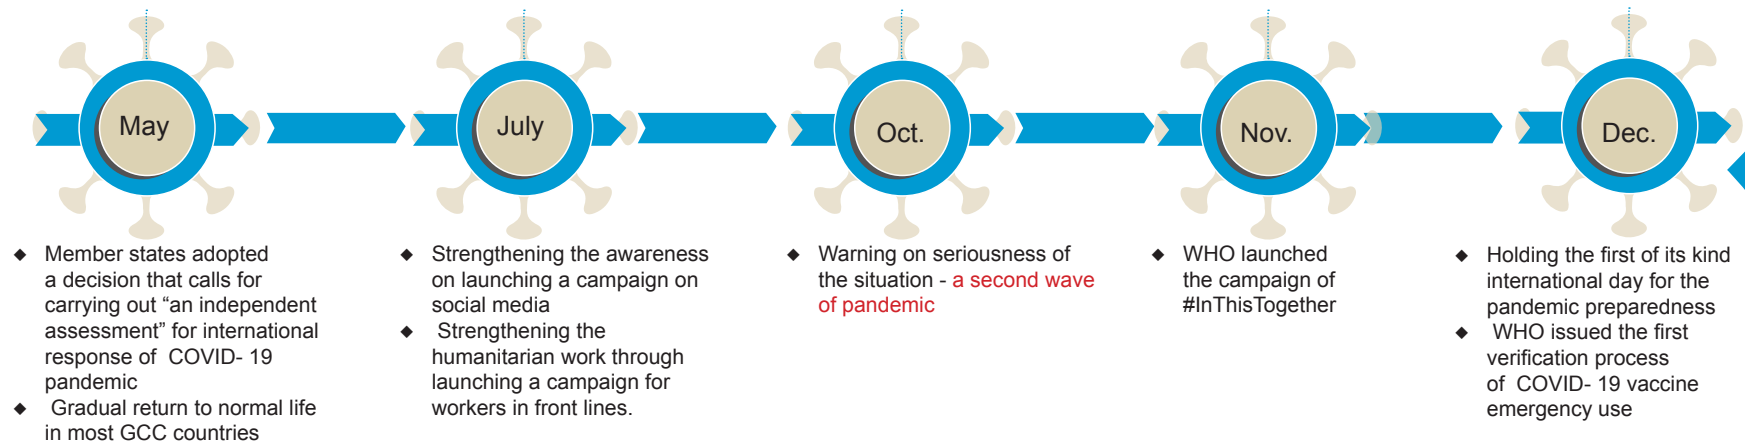 May
July
Oct.
Nov.
Dec.
◆ Member states adopted
a decision that calls for
carrying out “an independent
assessment” for international
response of COVID- 19
pandemic
◆ Gradual return to normal life
in most GCC countries
◆ Strengthening the awareness
on launching a campaign on
social media
◆ Strengthening the
humanitarian work through
launching a campaign for
workers in front lines.
◆ Warning on seriousness of
the situation - a second wave
of pandemic
◆ WHO launched
the campaign of
#InThisTogether
◆ Holding the first of its kind
international day for the
pandemic preparedness
◆ WHO issued the first
verification process
of COVID- 19 vaccine
emergency use